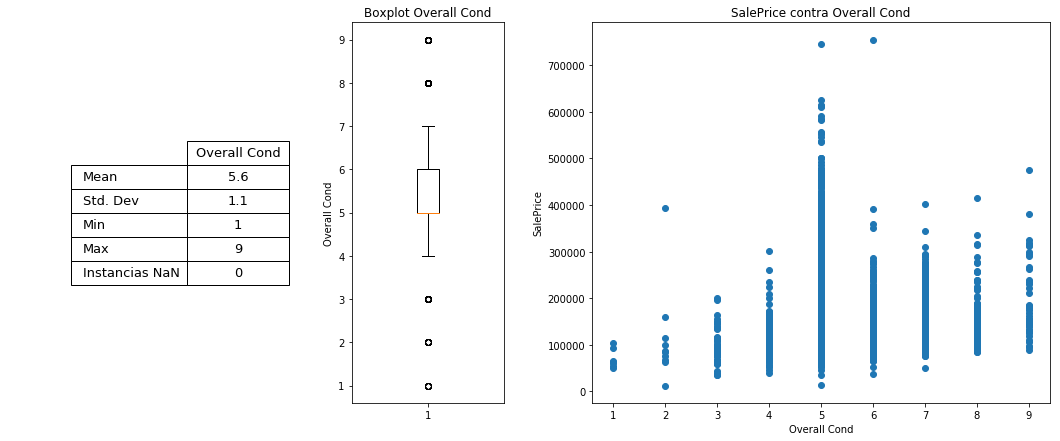 Overall Cond
Mean 5.6
Std. Dev 1.1
Min 1
Max 9
Instancias NaN 0
Boxplot Overall Cond
Overall Cond
9
8
7
6
5
4
3
2
1
1
SalePrice contra Overall Cond
SalePrice
700000
600000
500000
400000
300000
200000
100000
0
1 2 3 4 5 6 7 8 9
Overall Cond